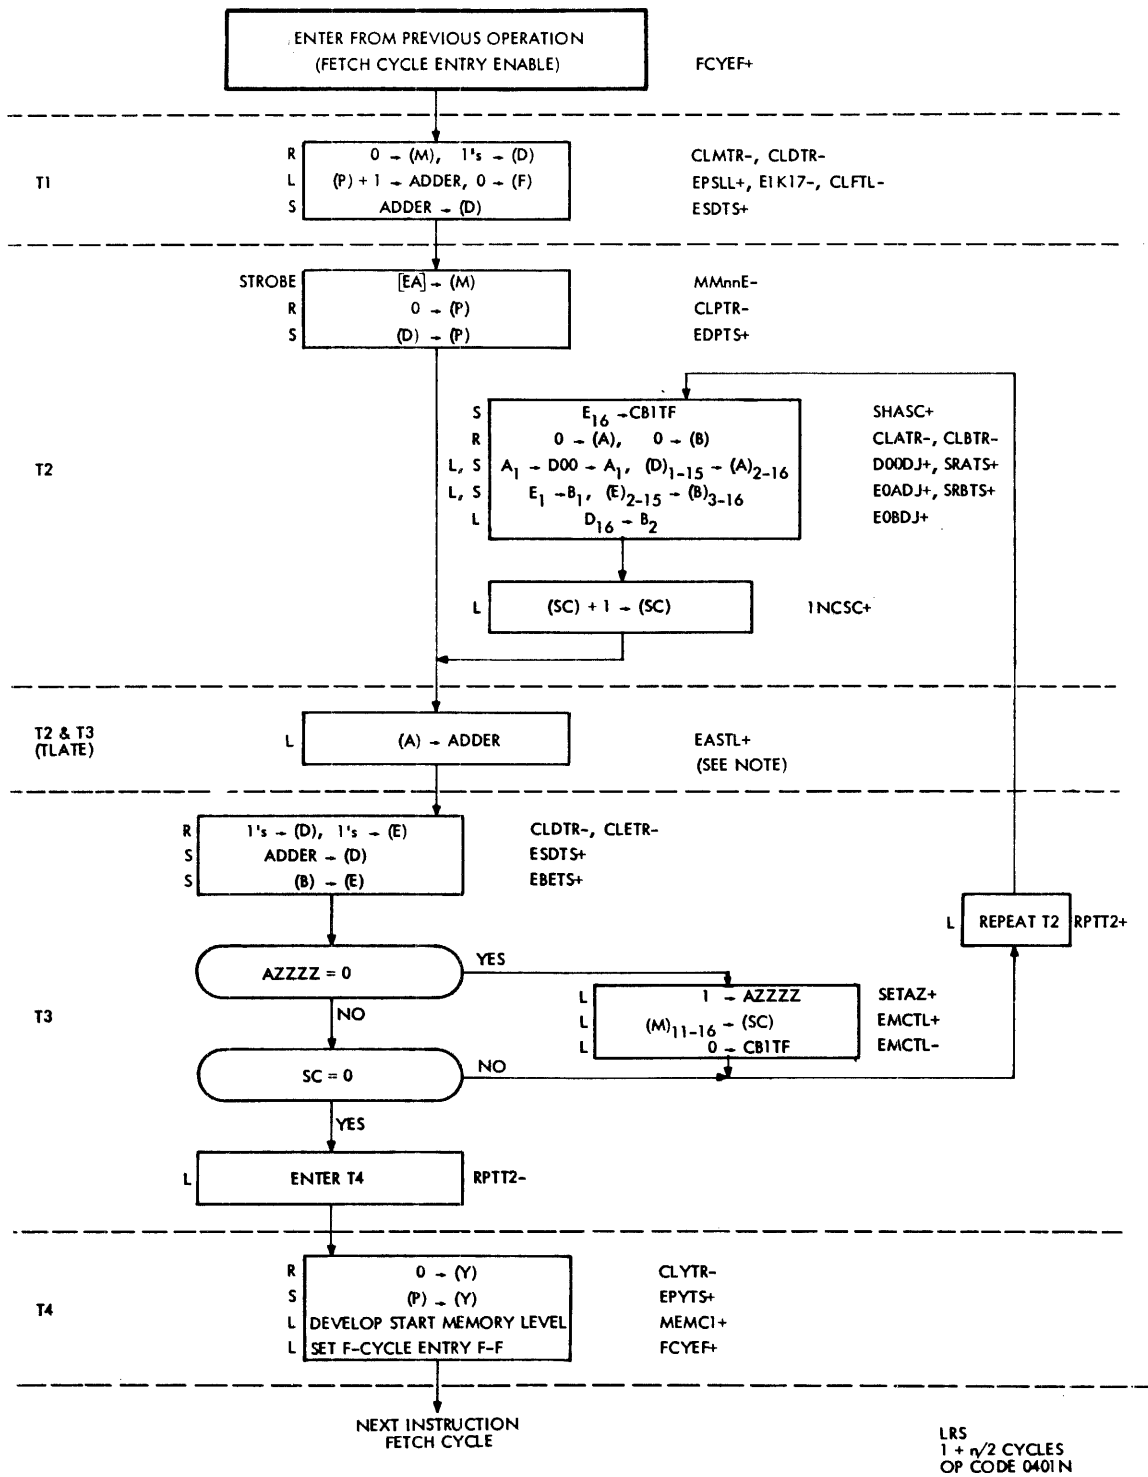 ENTER FROM PREVIOUS OPERATION
(FETCH CYCLE ENTRY ENABLE)
FCYEF+
T1
R
0 → (M), 1's → (D)
CLMTR-, CLDTR-
L
(P) + 1 → ADDER, 0 → (F)
EPSLL+, E1K17-, CLFTL-
S
ADDER → (D)
ESDTS+
STROBE
[EA] → (M)
MMnnE-
R
0 → (P)
CLPTR-
S
(D) → (P)
EDPTS+
T2
S
E16 → CB1TF
SHASC+
R
0 → (A), 0 → (B)
CLATR-, CLBTR-
L, S
A1 → D00 → A1, (D)1-15 → (A)2-16
D00DJ+, SRATS+
L, S
E1 → B1, (E)2-15 → (B)3-16
E0ADJ+, SRBTS+
L
D16 → B2
E0BDJ+
L
(SC) + 1 → (SC)
1NCSC+
T2 & T3
(TLATE)
L
(A) → ADDER
EASTL+
(SEE NOTE)
R
1's → (D), 1's → (E)
CLDTR-, CLETR-
S
ADDER → (D)
ESDTS+
S
(B) → (E)
EBETS+
L
REPEAT T2
RPTT2+
AZZZZ = 0
YES
NO
T3
L
1 → AZZZZ
SETAZ+
L
(M)11-16 → (SC)
EMCTL+
L
0 → CB1TF
EMCTL-
SC = 0
NO
YES
L
ENTER T4
RPTT2-
T4
R
0 → (Y)
CLYTR-
S
(P) → (Y)
EPYTS+
L
DEVELOP START MEMORY LEVEL
MEMC1+
L
SET F-CYCLE ENTRY F-F
FCYEF+
NEXT INSTRUCTION
FETCH CYCLE
LRS
1 + n/2 CYCLES
OP CODE 0401N